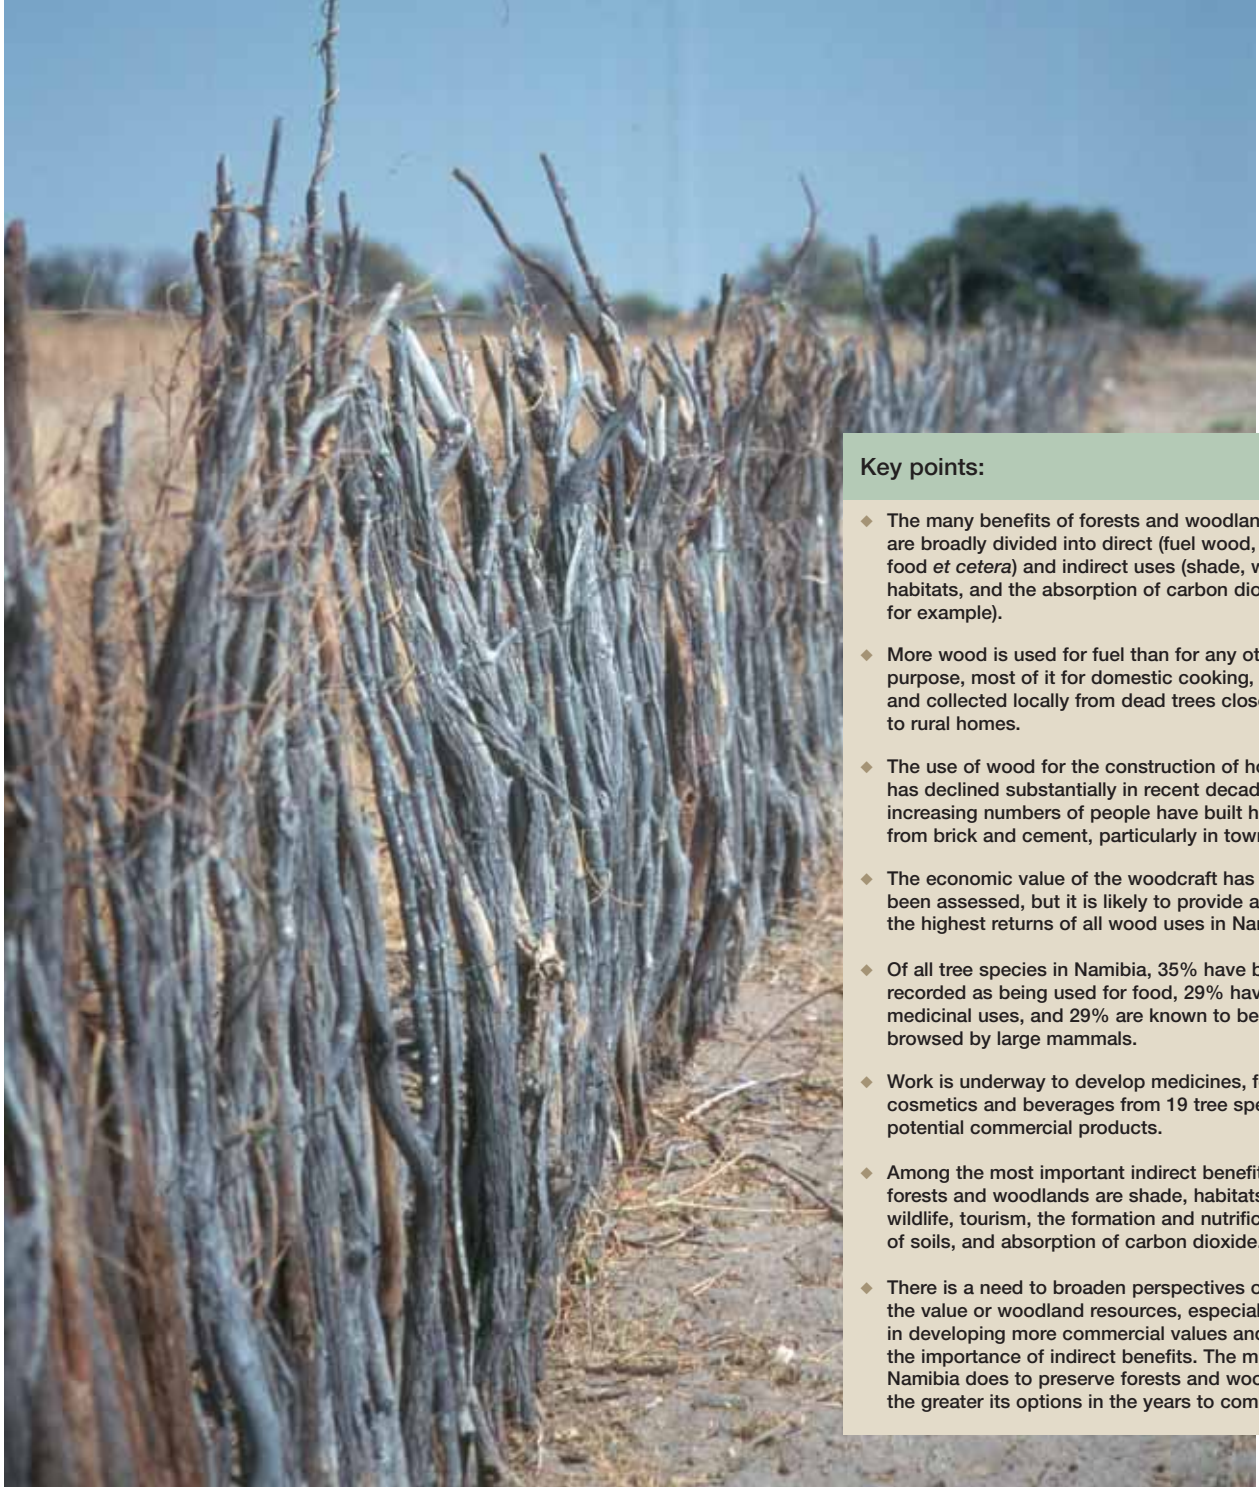 Key points:
The many benefits of forests and woodlan
are broadly divided into direct (fuel wood,
food et cetera) and indirect uses (shade, w
habitats, and the absorption of carbon dio
for example).
More wood is used for fuel than for any ot
purpose, most of it for domestic cooking,
and collected locally from dead trees close
to rural homes.
The use of wood for the construction of ho
has declined substantially in recent decad
increasing numbers of people have built h
from brick and cement, particularly in town
The economic value of the woodcraft has
been assessed, but it is likely to provide a
the highest returns of all wood uses in Nar
Of all tree species in Namibia, 35% have b
recorded as being used for food, 29% hav
medicinal uses, and 29% are known to be
browsed by large mammals.
Work is underway to develop medicines, f
cosmetics and beverages from 19 tree spe
potential commercial products.
Among the most important indirect benefit
forests and woodlands are shade, habitats
wildlife, tourism, the formation and nutrific
of soils, and absorption of carbon dioxide.
There is a need to broaden perspectives o
the value or woodland resources, especial
in developing more commercial values and
the importance of indirect benefits. The m
Namibia does to preserve forests and woo
the greater its options in the years to com